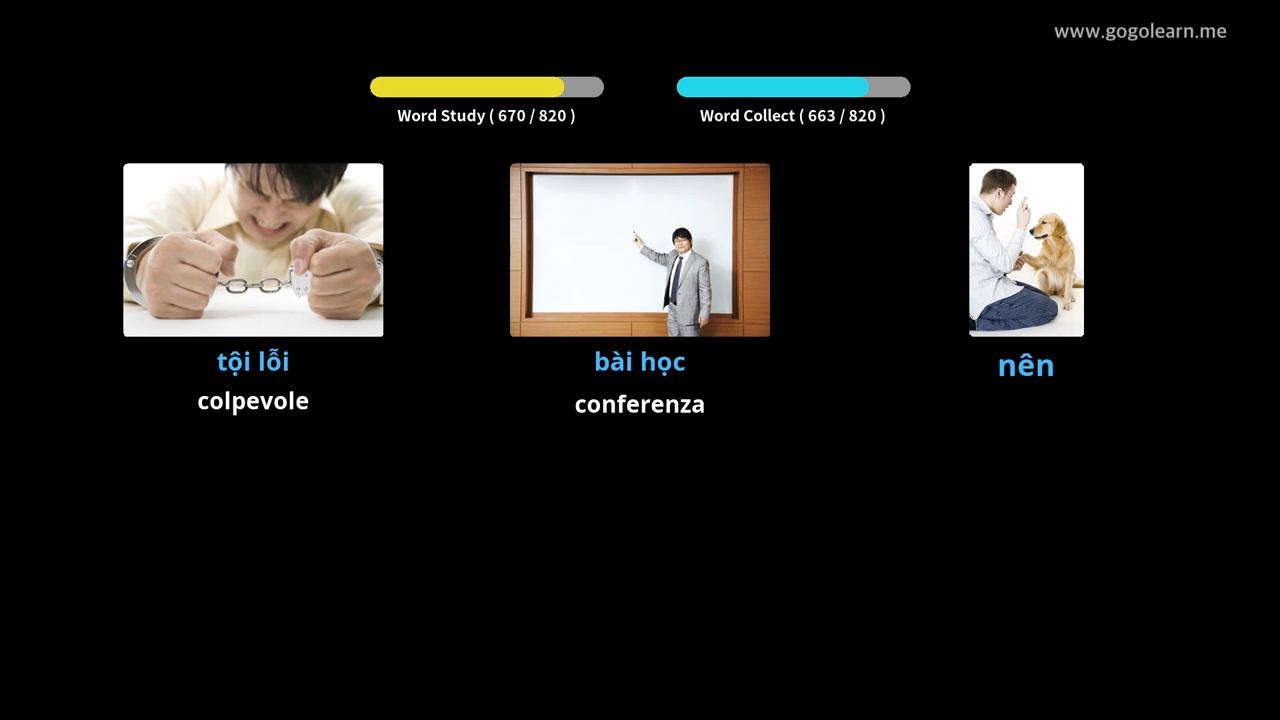 www.gogolearn.me
Word Study ( 670 / 820 )
Word Collect ( 663 / 820 )
tội lỗi
colpevole
bài học
conferenza
nên